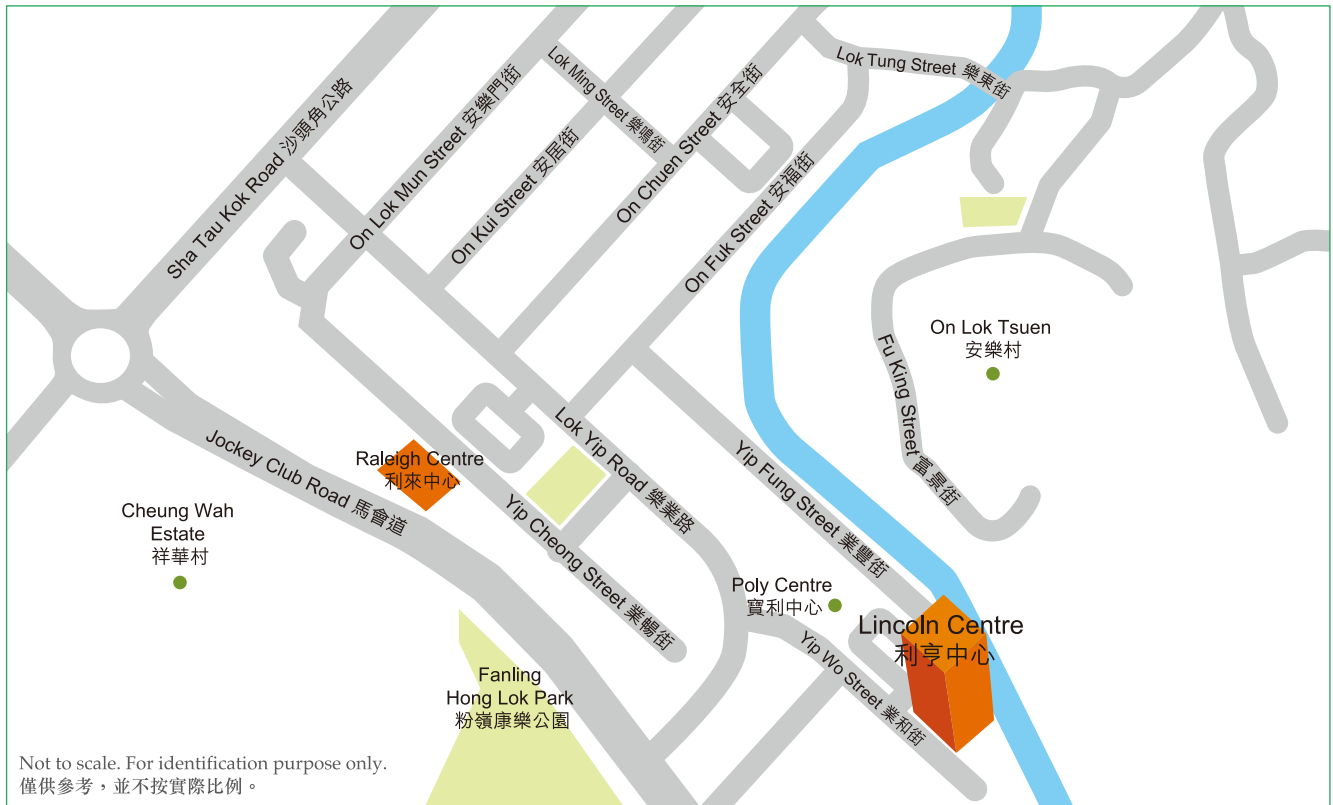 Lok Ming Street 樂鳴街
Lok Tung Street 樂東街
Sha Tau Kok Road 沙頭角公路
On Lok Mun Street 安樂門街
On Kui Street 安居街
On Chuen Street 安全街
On Fuk Street 安福街
On Lok Tsuen
安樂村
Fu King Street 富景街
Raleigh Centre
利來中心
Lok Yip Road 樂業路
Yip Fung Street 業豐街
Jockey Club Road 馬會道
Yip Cheong Street 業暢街
Cheung Wah
Estate
祥華村
Poly Centre
寶利中心
Lincoln Centre
利亨中心
Yip Wo Street 業和街
Fanling
Hong Lok Park
粉嶺康樂公園
Not to scale. For identification purpose only.
僅供參考，並不按實際比例。